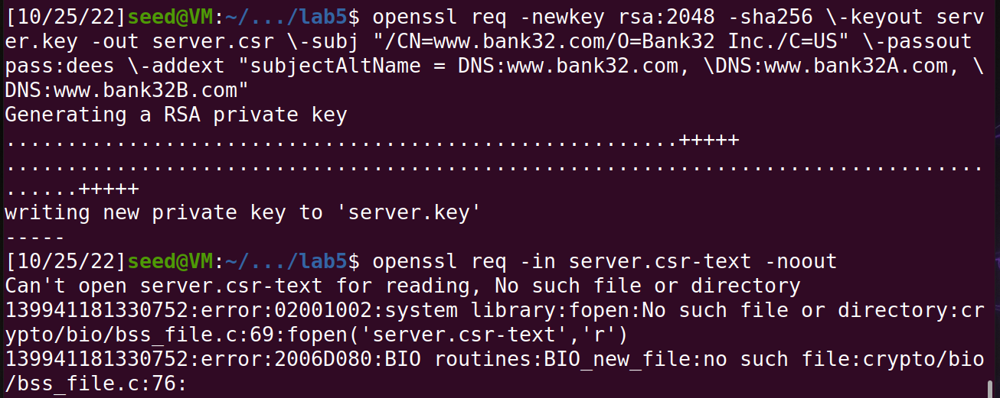 [10/25/22]seed@VM:~/.../lab5$ openssl req -newkey rsa:2048 -sha256 \-keyout serv
er.key -out server.csr \-subj "/CN=www.bank32.com/O=Bank32 Inc./C=US" \-passout
pass:dees \-addext "subjectAltName = DNS:www.bank32.com, \DNS:www.bank32A.com, \
DNS:www.bank32B.com"
Generating a RSA private key
.......................................................+++++
................................................................................
......+++++
writing new private key to 'server.key'
-----
[10/25/22]seed@VM:~/.../lab5$ openssl req -in server.csr-text -noout
Can't open server.csr-text for reading, No such file or directory
139941181330752:error:02001002:system library:fopen:No such file or directory:cr
ypto/bio/bss_file.c:69:fopen('server.csr-text','r')
139941181330752:error:2006D080:BIO routines:BIO_new_file:no such file:crypto/bio
/bss_file.c:76: